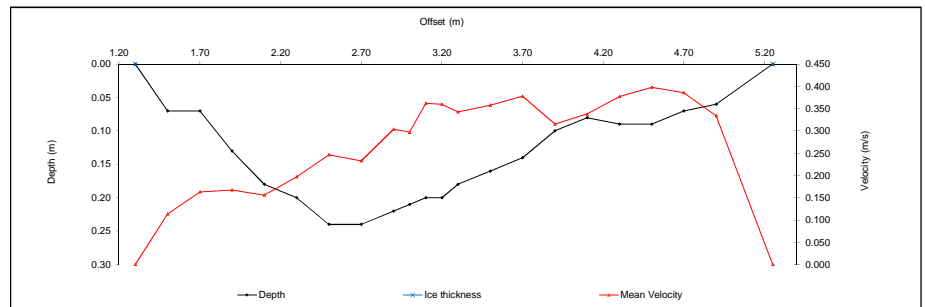 Offset (m)
1.20 1.70 2.20 2.70 3.20 3.70 4.20 4.70 5.20
0.00 0.450
0.05 0.400
0.10 0.350
0.15 0.300
0.20 0.250
0.25 0.200
0.30 0.150
0.100
0.050
0.000
Depth (m)
Velocity (m/s)
Depth Ice thickness Mean Velocity